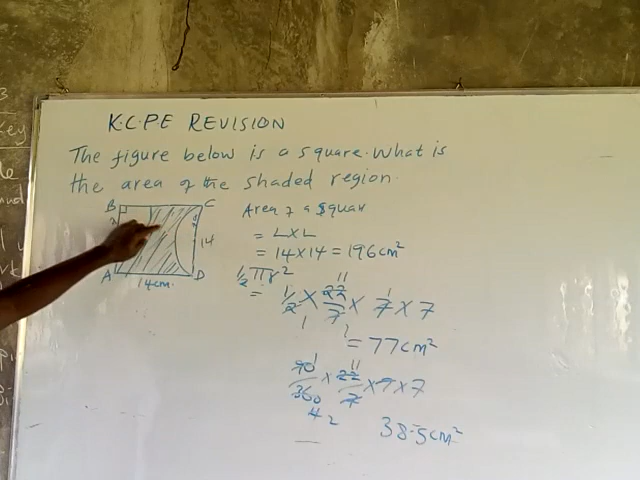 K.C.P.E REVISION
The figure below is a square. What is
the area of the shaded region.
B C
7
14
A D
14cm.
Area of a Square
= L×L
= 14×14 = 196cm²
½πr²
= 1/2 × 22/7 × 7 × 7
= 77cm²
90/360 × 22/7 × 7 × 7
38.5cm²